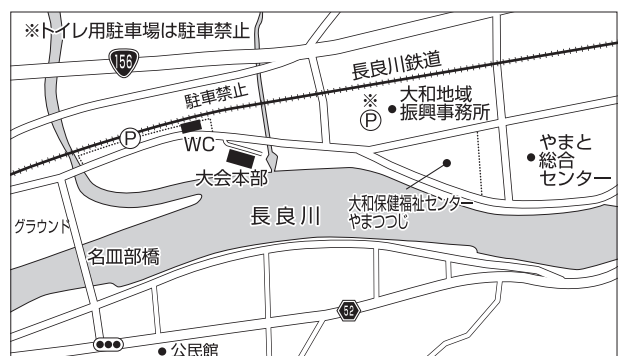 ※トイレ用駐車場は駐車禁止
156
長良川鉄道
駐車禁止
※
P
大和地域
振興事務所
P
WC
大会本部
やまと
総合
センター
大和保健福祉センター
やまつつじ
長良川
グラウンド
名皿部橋
52
公民館